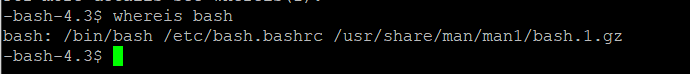 -bash-4.3$ whereis bash
bash: /bin/bash /etc/bash.bashrc /usr/share/man/man1/bash.1.gz
-bash-4.3$